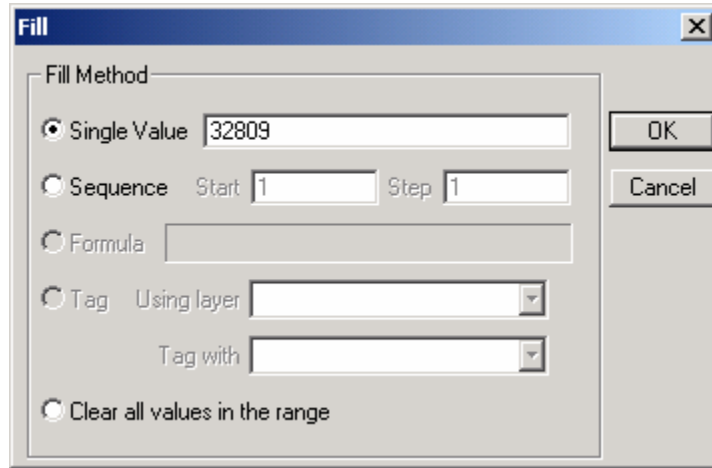 Fill
Fill Method
Single Value 32809 OK
Sequence Start 1 Step 1 Cancel
Formula
Tag Using layer
Tag with
Clear all values in the range